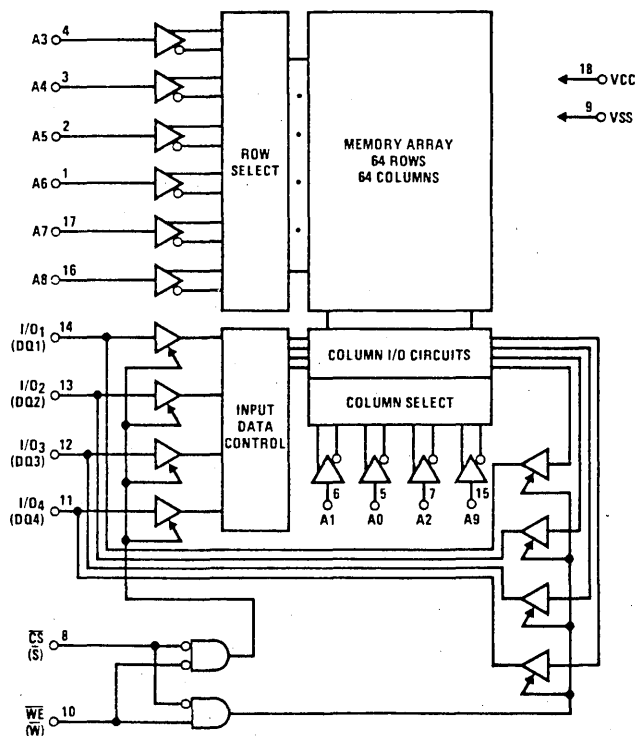 A3 4
A4 3
A5 2
A6 1
A7 17
A8 16
ROW
SELECT
MEMORY ARRAY
64 ROWS
64 COLUMNS
18 VCC
9 VSS
I/O1 14
(DQ1)
I/O2 13
(DQ2)
I/O3 12
(DQ3)
I/O4 11
(DQ4)
INPUT
DATA
CONTROL
COLUMN I/O CIRCUITS
COLUMN SELECT
6 5 7 15
A1 A0 A2 A9
C̅S̅ 8
(S̅)
W̅E̅ 10
(W̅)